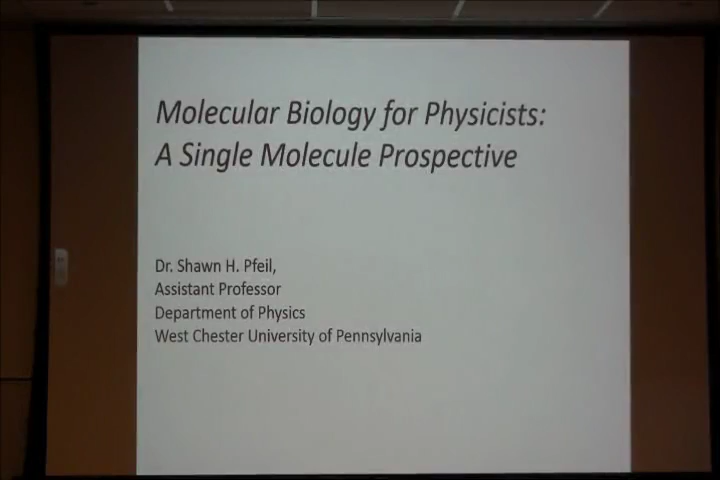 Molecular Biology for Physicists:
A Single Molecule Prospective
Dr. Shawn H. Pfeil,
Assistant Professor
Department of Physics
West Chester University of Pennsylvania